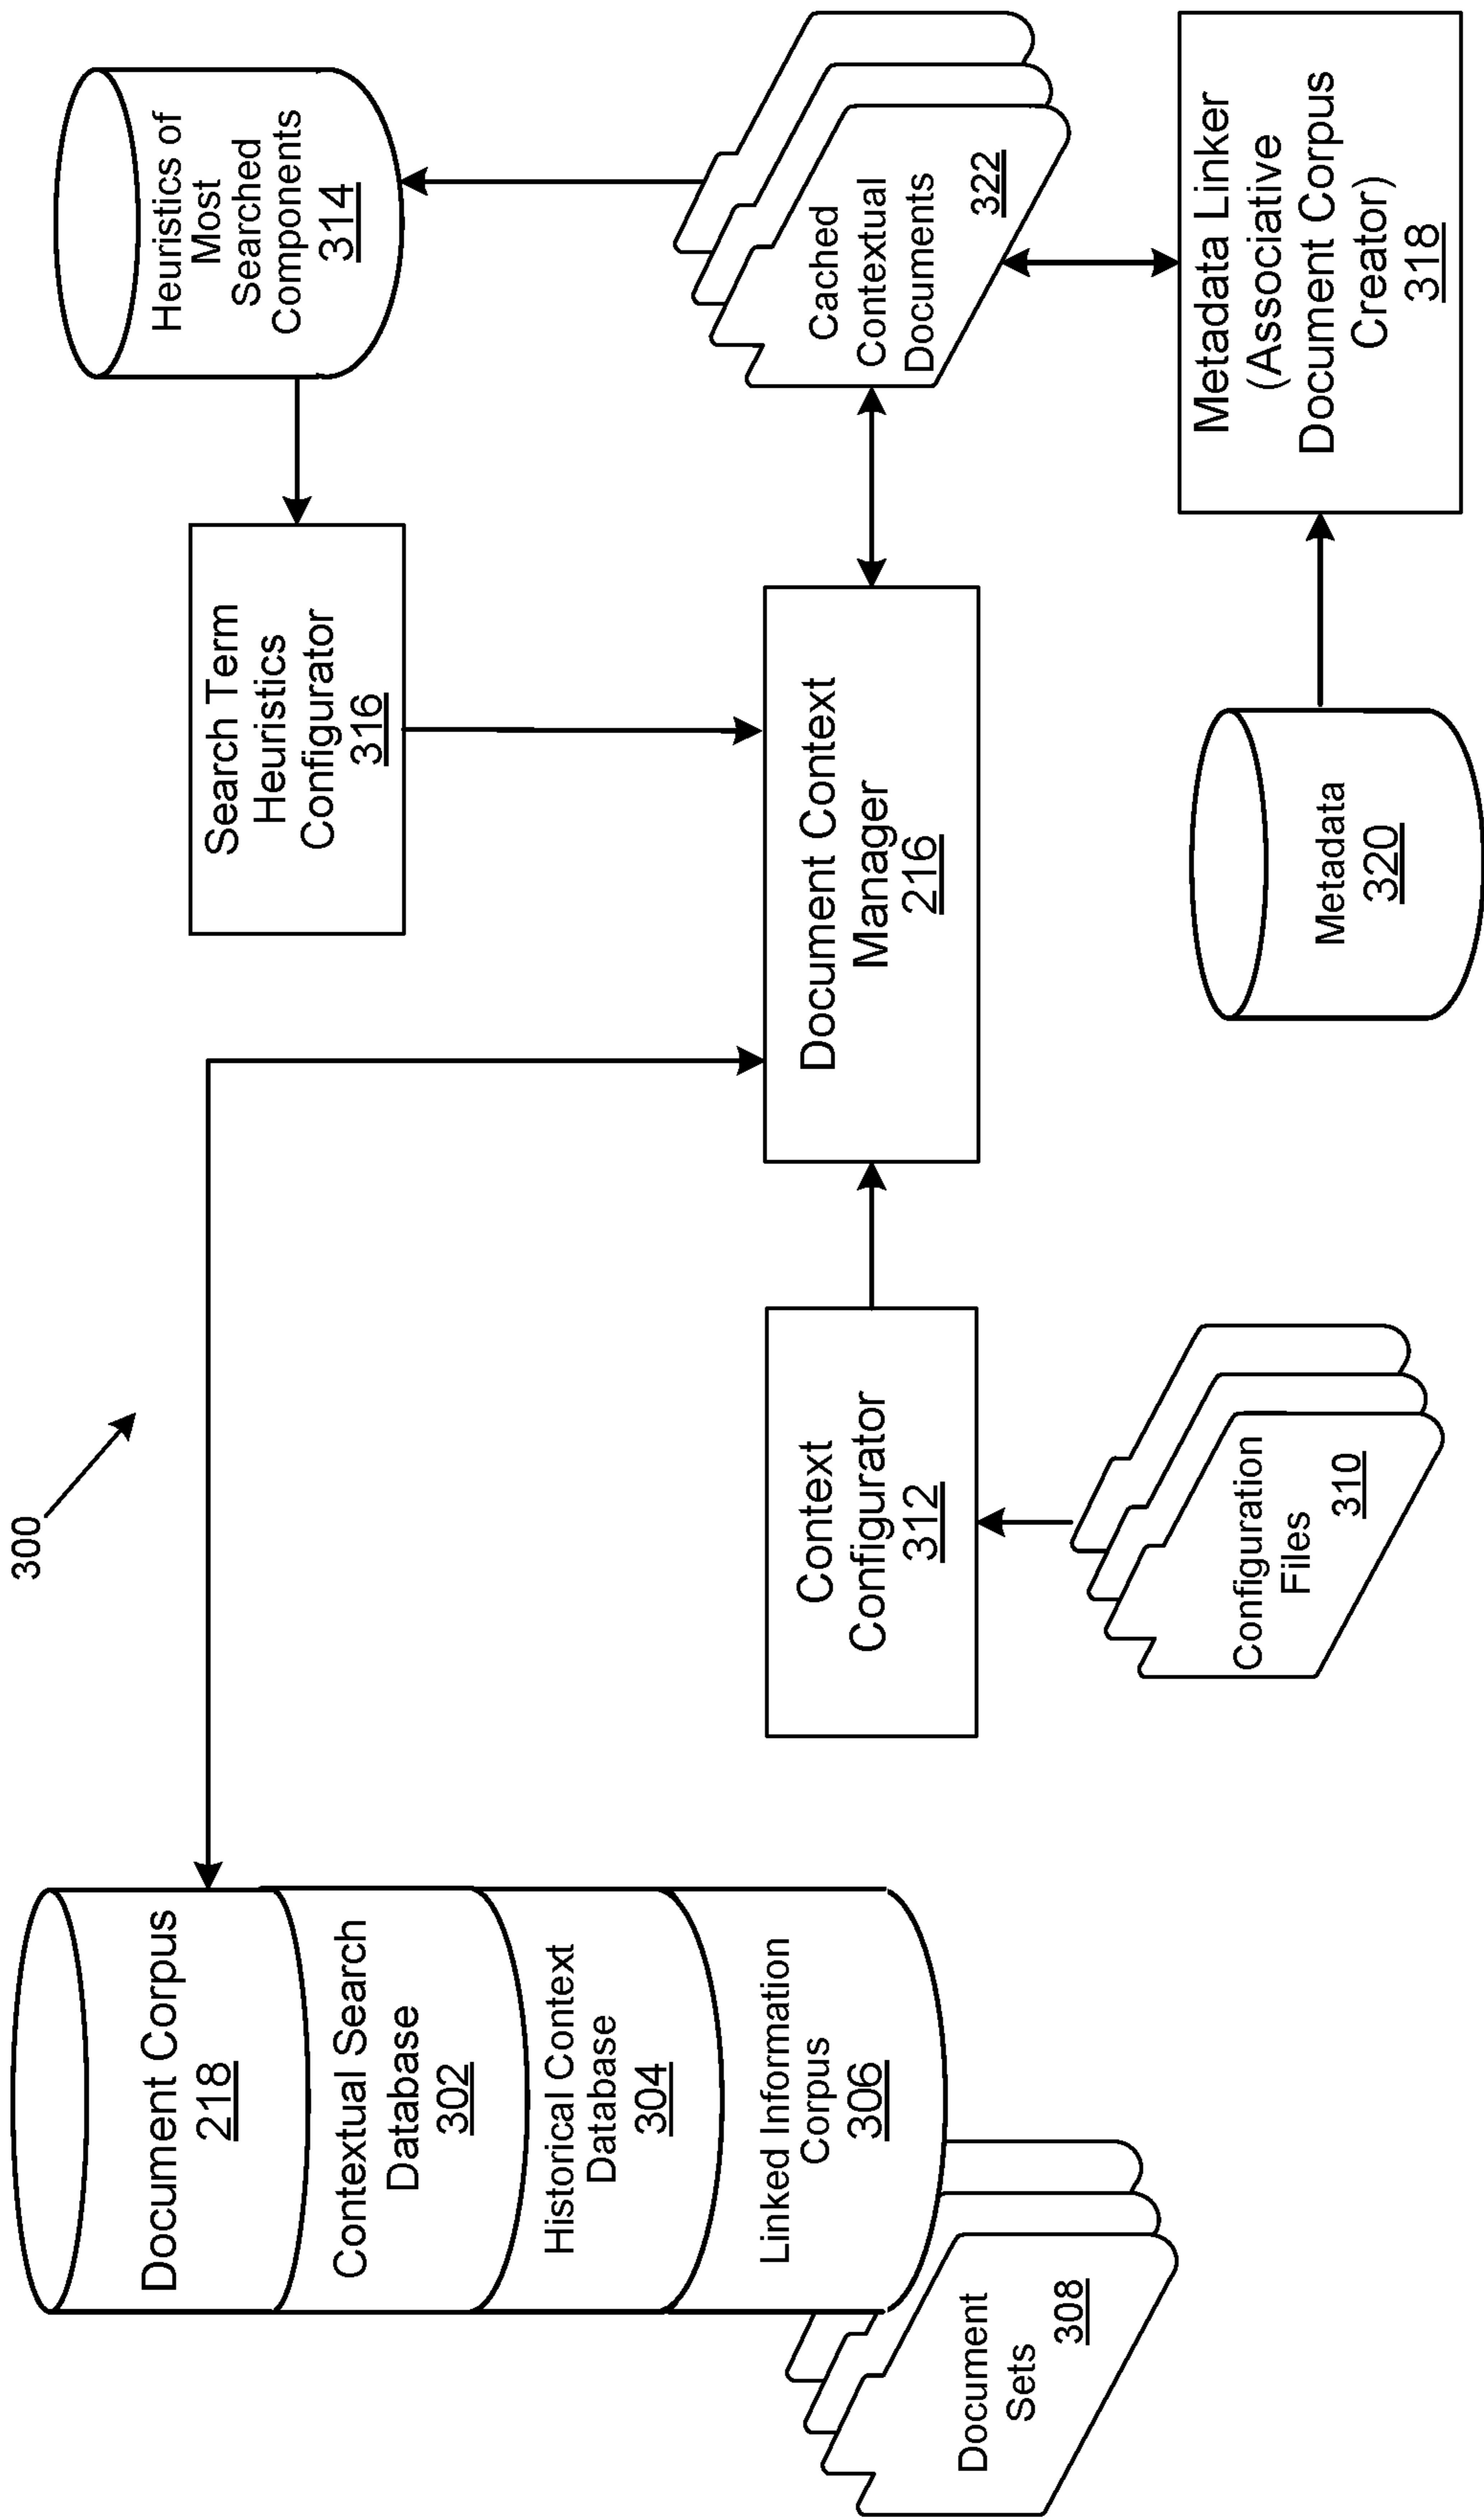 300
Document Corpus
218
Contextual Search
Database
302
Historical Context
Database
304
Linked Information
Corpus
306
Document
Sets
308
Search Term
Heuristics
Configurator
316
Heuristics of
Most
Searched
Components
314
Context
Configurator
312
Document Context
Manager
216
Cached
Contextual
Documents
322
Configuration
Files
310
Metadata
320
Metadata Linker
(Associative
Document Corpus
Creator)
318